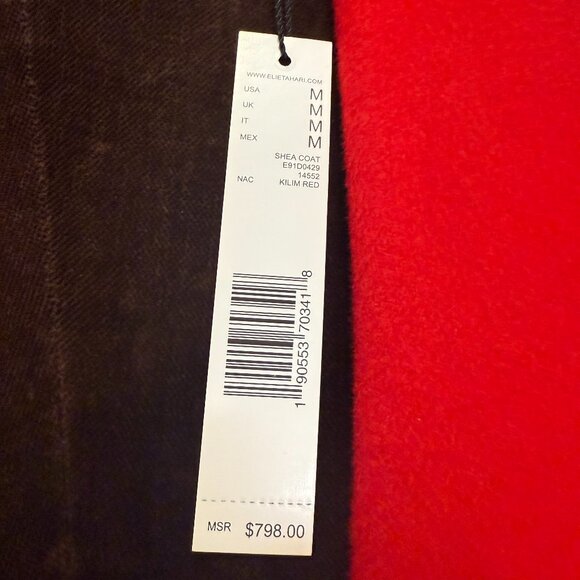 WWW.ELIETAHARI.COM
USA M
UK M
IT M
MEX M
SHEA COAT
E91D0429
14552
NAC KILIM RED
1 90553 70341 8
MSR $798.00